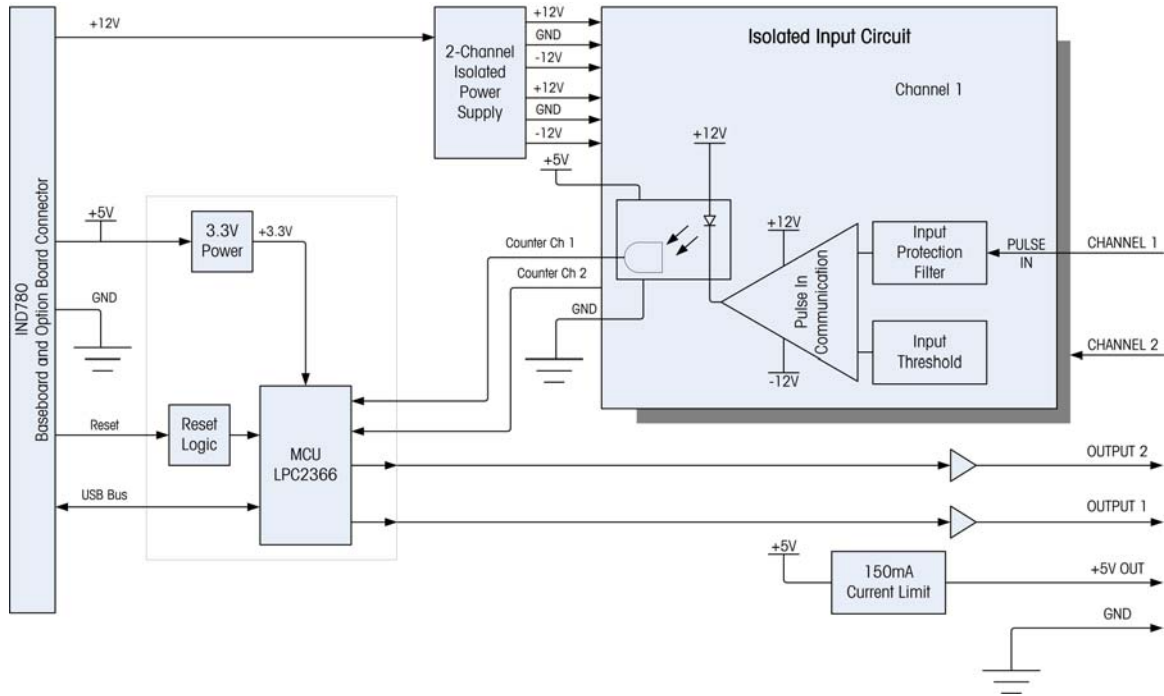 IND780
Baseboard and Option Board Connector
+12V
2-Channel
Isolated
Power
Supply
+12V
GND
-12V
+12V
GND
-12V
Isolated Input Circuit
Channel 1
+12V
+5V
+5V
3.3V
Power
+3.3V
Counter Ch 1
Counter Ch 2
GND
GND
+12V
Pulse In
Communication
-12V
Input
Protection
Filter
PULSE
IN
CHANNEL 1
Input
Threshold
CHANNEL 2
Reset
Reset
Logic
MCU
LPC2366
USB Bus
OUTPUT 2
OUTPUT 1
+5V
150mA
Current Limit
+5V OUT
GND